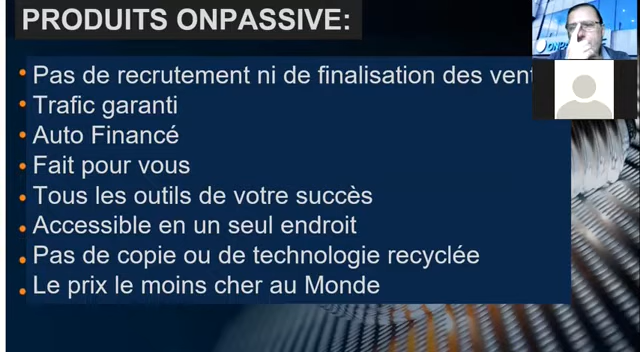 PRODUITS ONPASSIVE:
• Pas de recrutement ni de finalisation des vent
• Trafic garanti
• Auto Financé
• Fait pour vous
• Tous les outils de votre succès
• Accessible en un seul endroit
• Pas de copie ou de technologie recyclée
• Le prix le moins cher au Monde